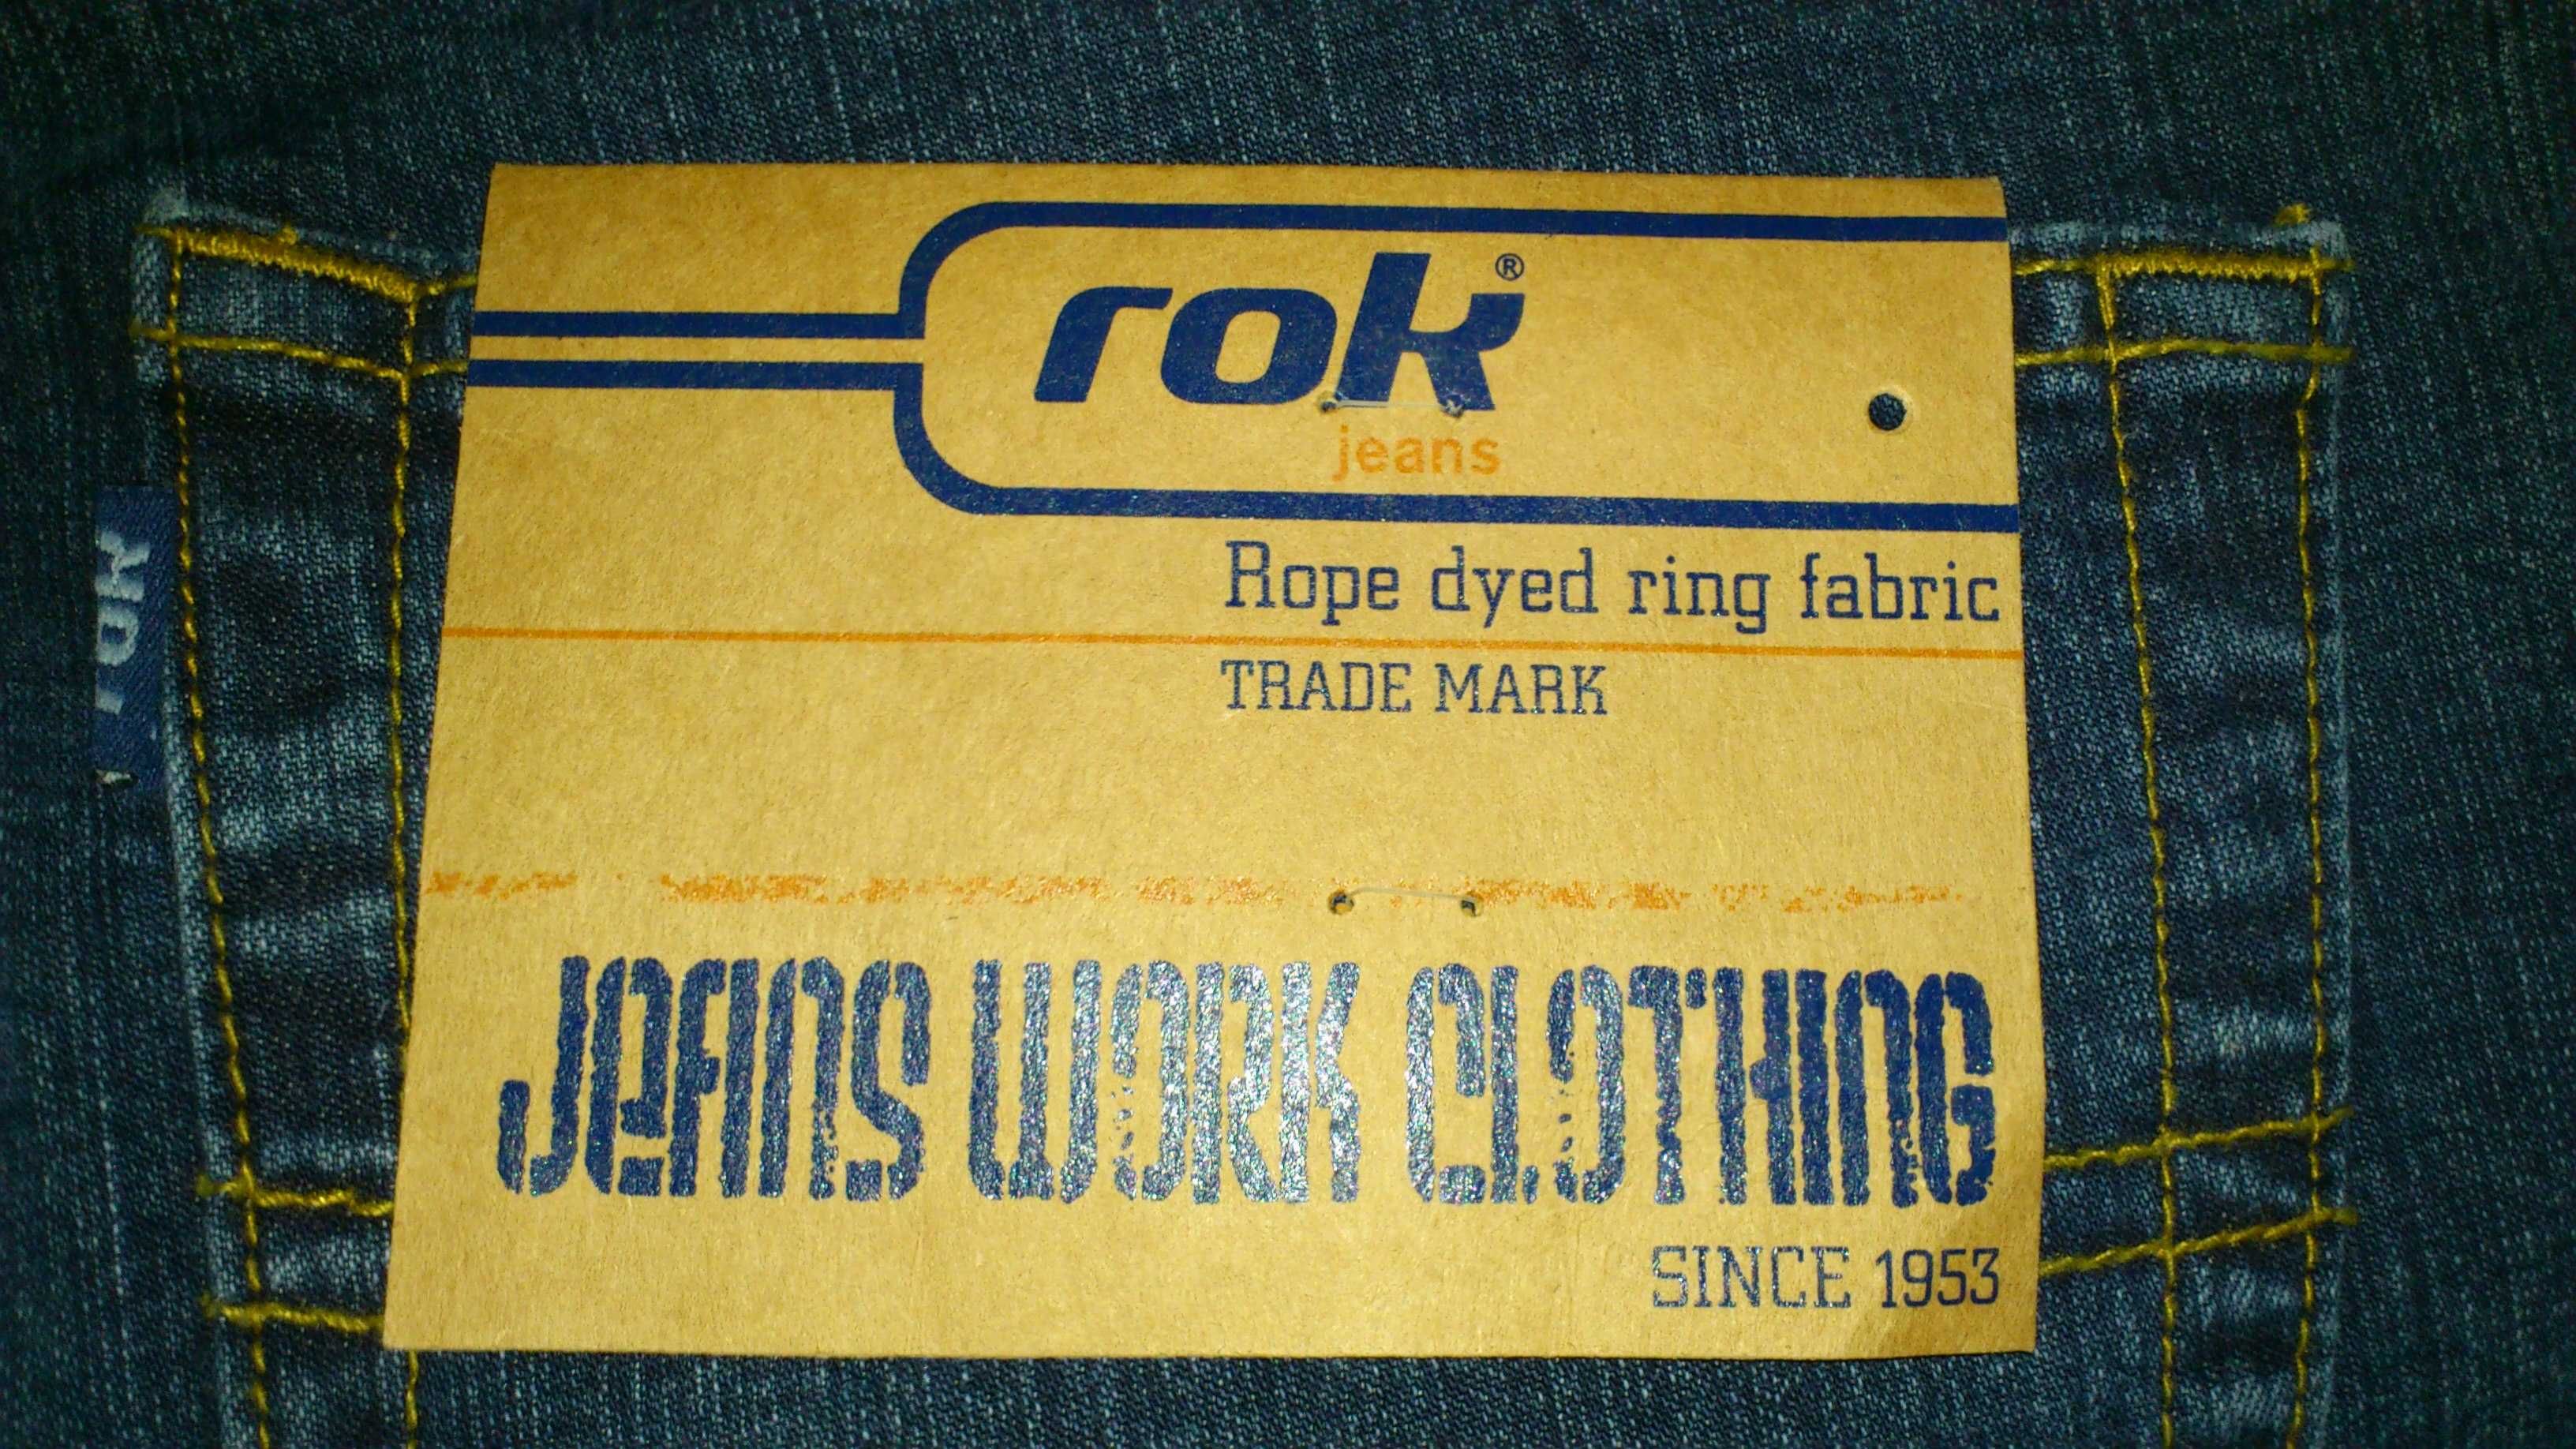 rok®
jeans
Rope dyed ring fabric
TRADE MARK
JeANS WORK CLOTHING
SINCE 1953
rok